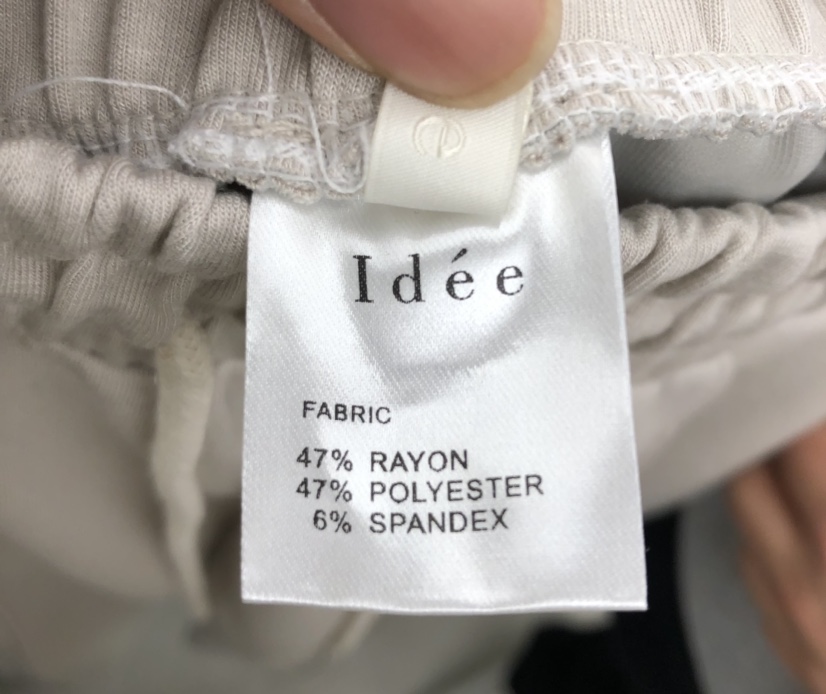 Idée
FABRIC
47% RAYON
47% POLYESTER
6% SPANDEX